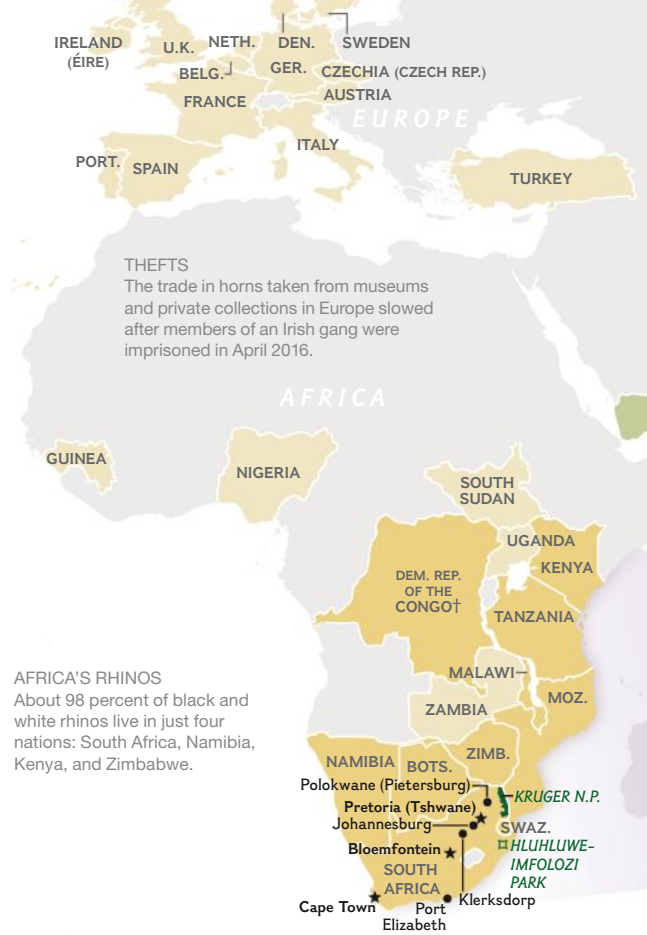 IRELAND
(ÉIRE)
U.K.
NETH.
DEN.
SWEDEN
BELG.
GER.
CZECHIA (CZECH REP.)
AUSTRIA
FRANCE
EUROPE
ITALY
PORT.
SPAIN
TURKEY
THEFTS
The trade in horns taken from museums
and private collections in Europe slowed
after members of an Irish gang were
imprisoned in April 2016.
AFRICA
GUINEA
NIGERIA
SOUTH
SUDAN
UGANDA
KENYA
DEM. REP.
OF THE
CONGO†
TANZANIA
MALAWI
MOZ.
ZAMBIA
AFRICA'S RHINOS
About 98 percent of black and
white rhinos live in just four
nations: South Africa, Namibia,
Kenya, and Zimbabwe.
NAMIBIA
BOTS.
ZIMB.
Polokwane (Pietersburg)
KRUGER N.P.
Pretoria (Tshwane)
Johannesburg
SWAZ.
Bloemfontein
HLUHLUWE-
IMFOLOZI
PARK
SOUTH
AFRICA
Cape Town
Port
Elizabeth
Klerksdorp